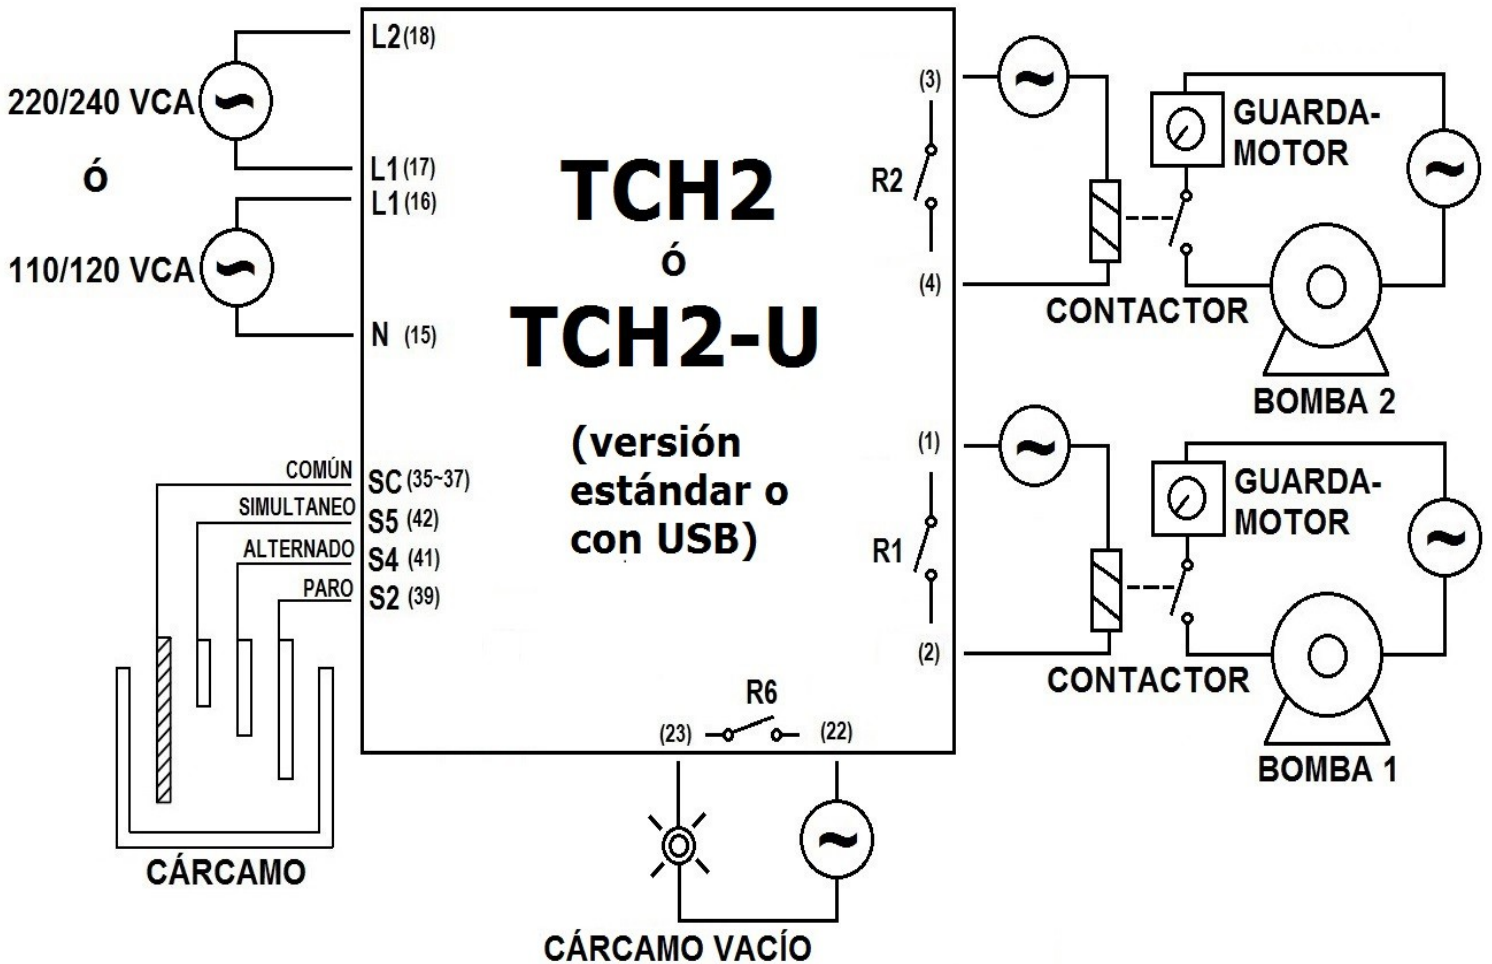 L2 (18)
220/240 VCA
Ó
L1 (17)
L1 (16)
110/120 VCA
N (15)
TCH2
ó
TCH2-U
(versión
estándar o
con USB)
COMÚN
SC (35~37)
SIMULTANEO
S5 (42)
ALTERNADO
S4 (41)
PARO
S2 (39)
CÁRCAMO
(3)
R2
(4)
CONTACTOR
GUARDA-
MOTOR
BOMBA 2
(1)
R1
(2)
CONTACTOR
GUARDA-
MOTOR
BOMBA 1
R6
(23)
(22)
CÁRCAMO VACÍO